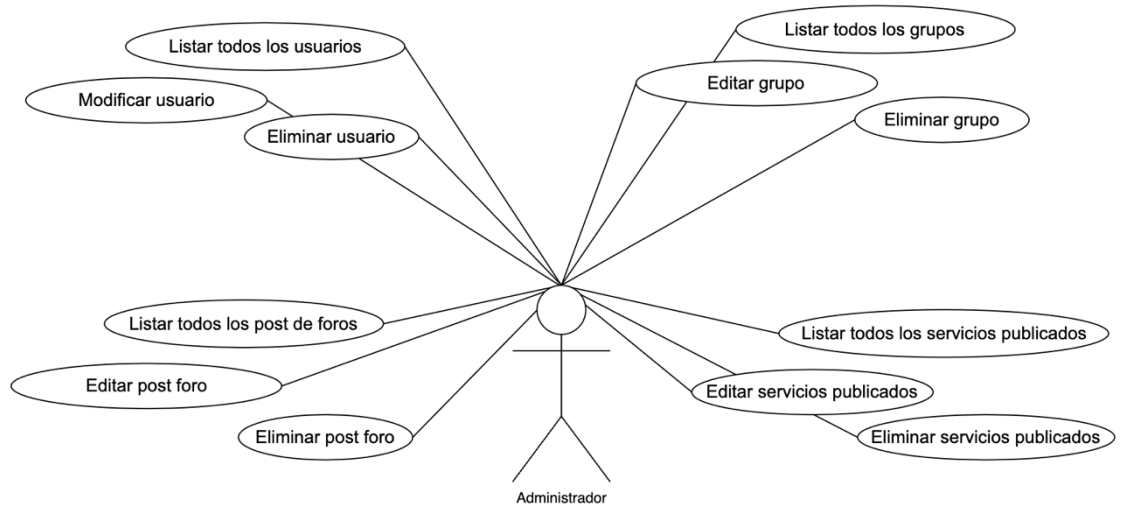 Listar todos los usuarios
Modificar usuario
Eliminar usuario
Listar todos los grupos
Editar grupo
Eliminar grupo
Listar todos los post de foros
Editar post foro
Eliminar post foro
Listar todos los servicios publicados
Editar servicios publicados
Eliminar servicios publicados
Administrador